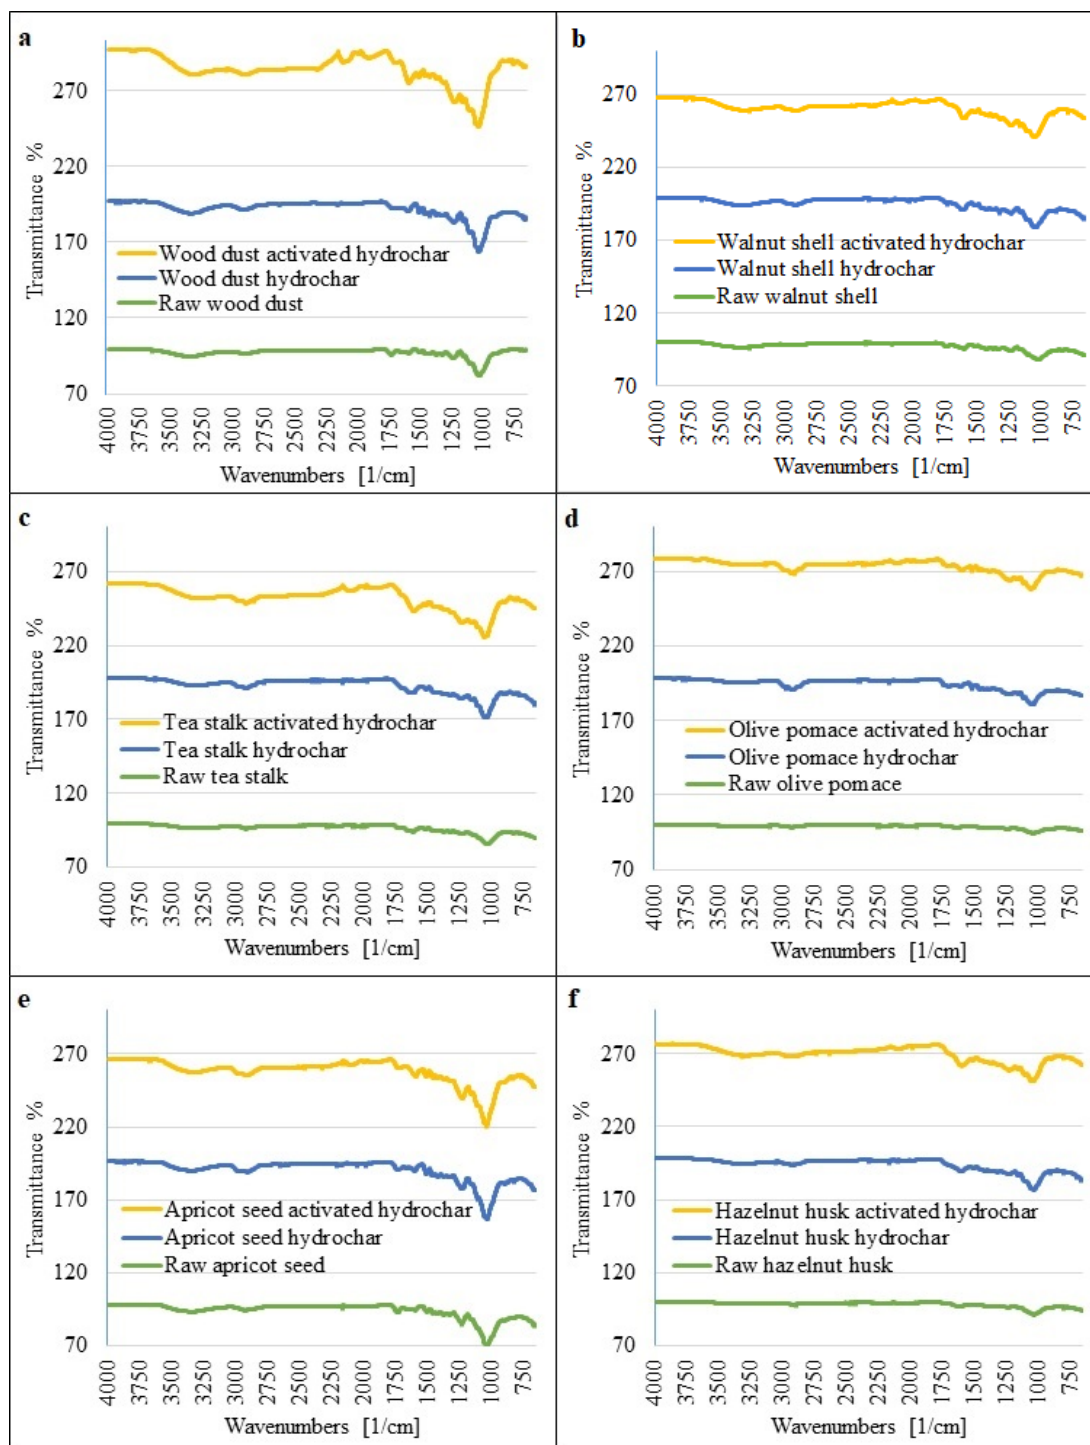 a
Transmittance %
270
220
170
120
70
Wood dust activated hydrochar
Wood dust hydrochar
Raw wood dust
4000 3750 3500 3250 3000 2750 2500 2250 2000 1750 1500 1250 1000 750
Wavenumbers [1/cm]
b
Transmittance %
270
220
170
120
70
Walnut shell activated hydrochar
Walnut shell hydrochar
Raw walnut shell
4000 3750 3500 3250 3000 2750 2500 2250 2000 1750 1500 1250 1000 750
Wavenumbers [1/cm]
c
Transmittance %
270
220
170
120
70
Tea stalk activated hydrochar
Tea stalk hydrochar
Raw tea stalk
4000 3750 3500 3250 3000 2750 2500 2250 2000 1750 1500 1250 1000 750
Wavenumbers [1/cm]
d
Transmittance %
270
220
170
120
70
Olive pomace activated hydrochar
Olive pomace hydrochar
Raw olive pomace
4000 3750 3500 3250 3000 2750 2500 2250 2000 1750 1500 1250 1000 750
Wavenumbers [1/cm]
e
Transmittance %
270
220
170
120
70
Apricot seed activated hydrochar
Apricot seed hydrochar
Raw apricot seed
4000 3750 3500 3250 3000 2750 2500 2250 2000 1750 1500 1250 1000 750
Wavenumbers [1/cm]
f
Transmittance %
270
220
170
120
70
Hazelnut husk activated hydrochar
Hazelnut husk hydrochar
Raw hazelnut husk
4000 3750 3500 3250 3000 2750 2500 2250 2000 1750 1500 1250 1000 750
Wavenumbers [1/cm]